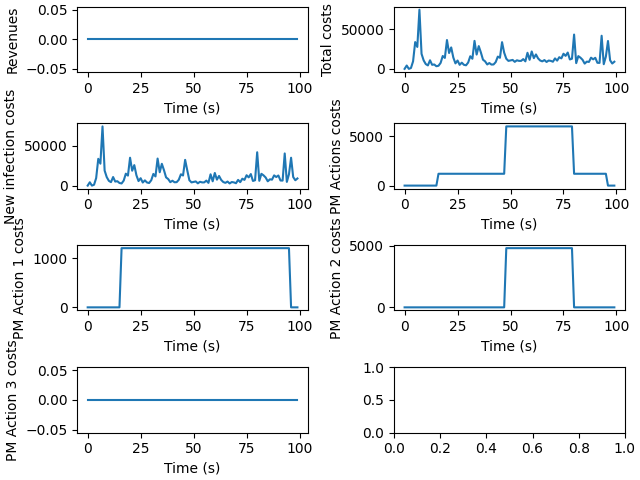 Revenues
0.05
0.00
−0.05
0 25 50 75 100
Time (s)
Total costs
50000
0
0 25 50 75 100
Time (s)
New infection costs
50000
0
0 25 50 75 100
Time (s)
PM Actions costs
5000
0
0 25 50 75 100
Time (s)
PM Action 1 costs
1000
0
0 25 50 75 100
Time (s)
PM Action 2 costs
5000
0
0 25 50 75 100
Time (s)
PM Action 3 costs
0.05
0.00
−0.05
0 25 50 75 100
Time (s)
1.0
0.5
0.0
0.0 0.2 0.4 0.6 0.8 1.0